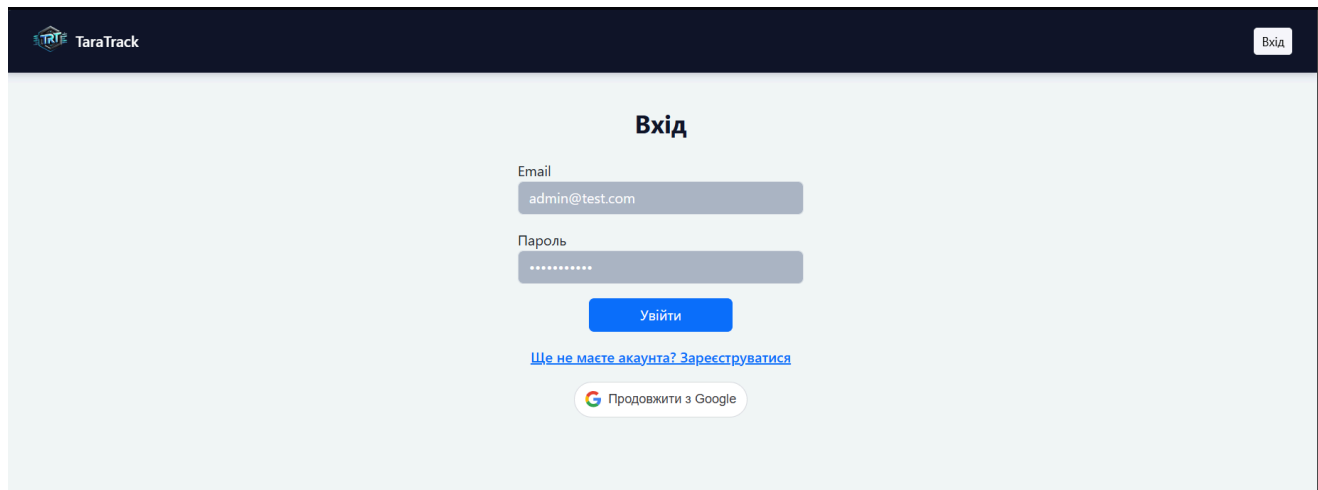 TRT TaraTrack
Вхід
Вхід
Email
admin@test.com
Пароль
•••••••••••
Увійти
Ще не маєте акаунта? Зареєструватися
Продовжити з Google